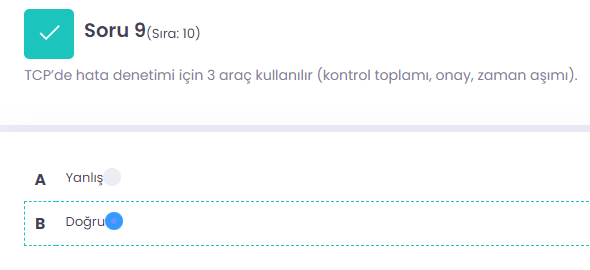 Soru 9(Sıra: 10)
TCP’de hata denetimi için 3 araç kullanılır (kontrol toplamı, onay, zaman aşımı).
A Yanlış
B Doğru